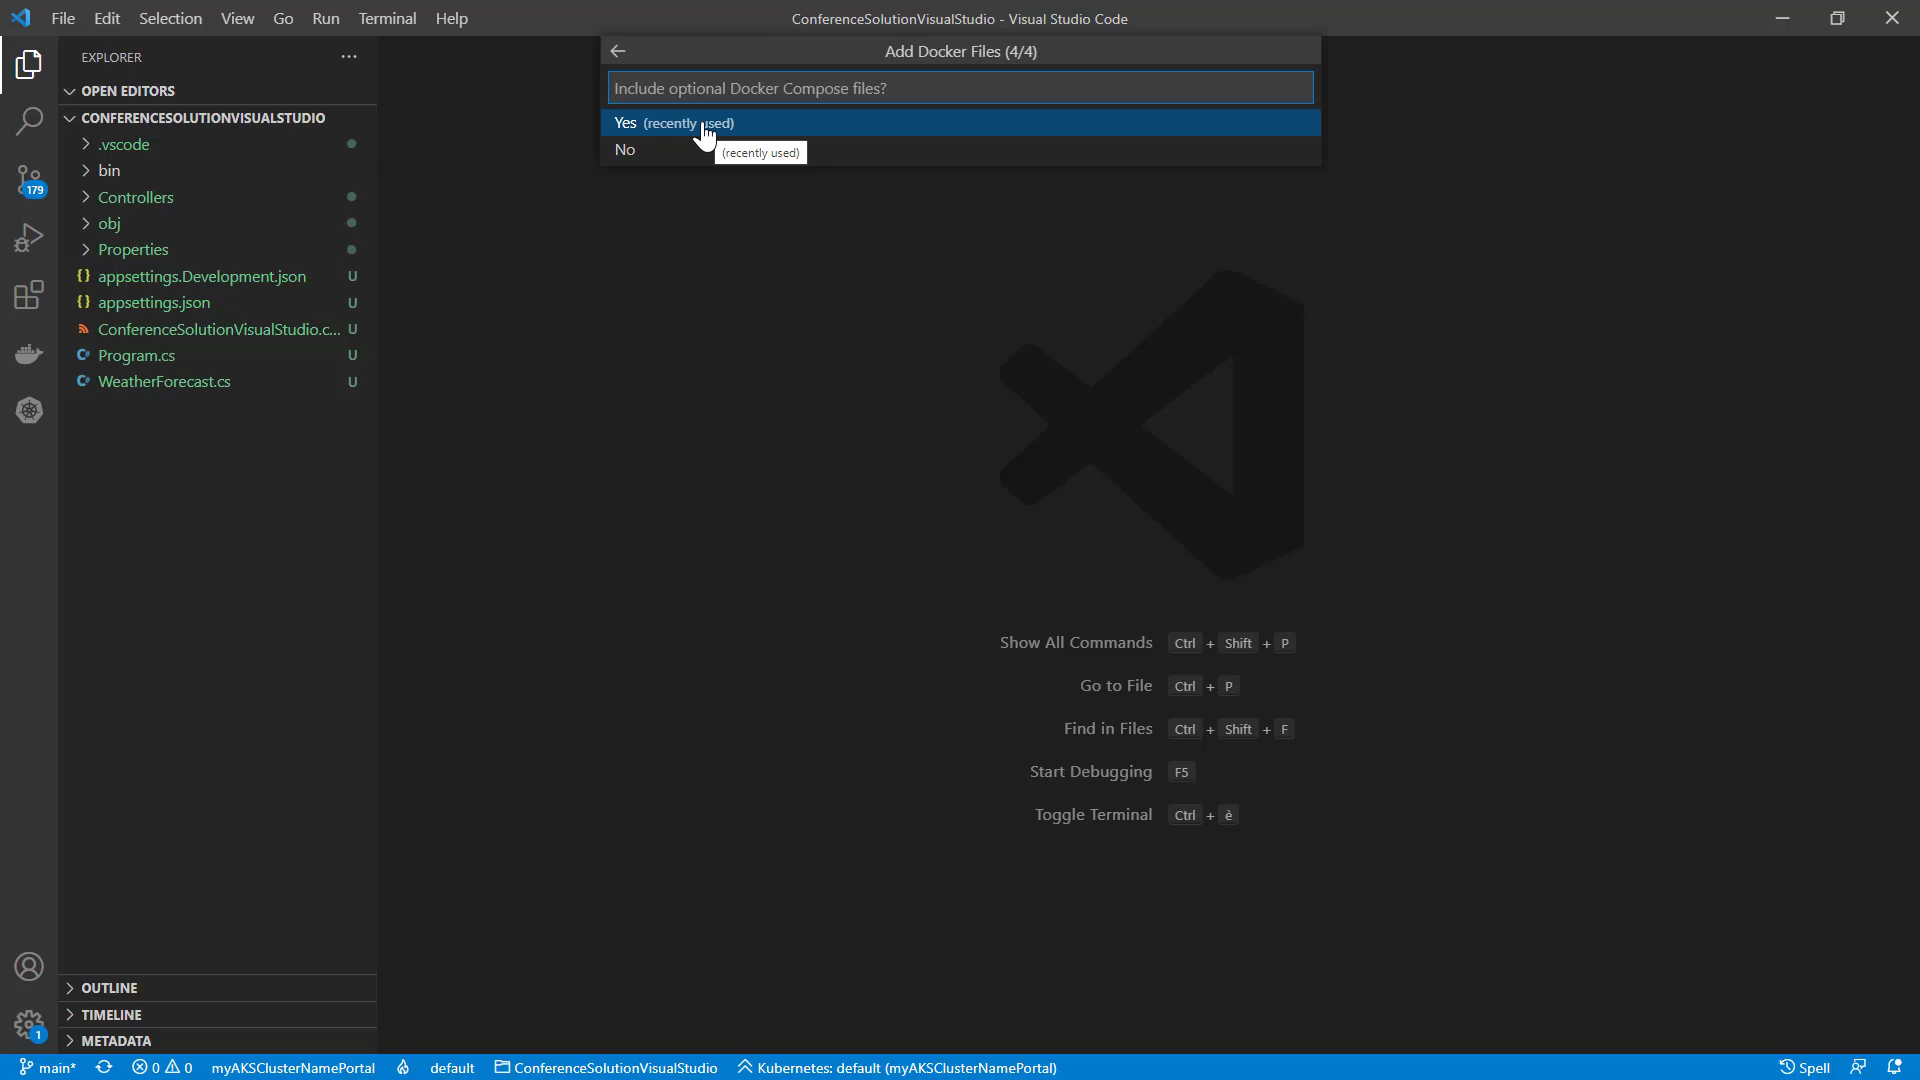 File Edit Selection View Go Run Terminal Help
ConferenceSolutionVisualStudio - Visual Studio Code
EXPLORER
OPEN EDITORS
CONFERENCESOLUTIONVISUALSTUDIO
.vscode
bin
Controllers
obj
Properties
{} appsettings.Development.json U
{} appsettings.json U
ConferenceSolutionVisualStudio.c... U
C# Program.cs U
C# WeatherForecast.cs U
179
Add Docker Files (4/4)
Include optional Docker Compose files?
Yes (recently used)
No
(recently used)
Show All Commands Ctrl + Shift + P
Go to File Ctrl + P
Find in Files Ctrl + Shift + F
Start Debugging F5
Toggle Terminal Ctrl + è
OUTLINE
TIMELINE
METADATA
1
main* 0 0 myAKSClusterNamePortal default ConferenceSolutionVisualStudio Kubernetes: default (myAKSClusterNamePortal) Spell